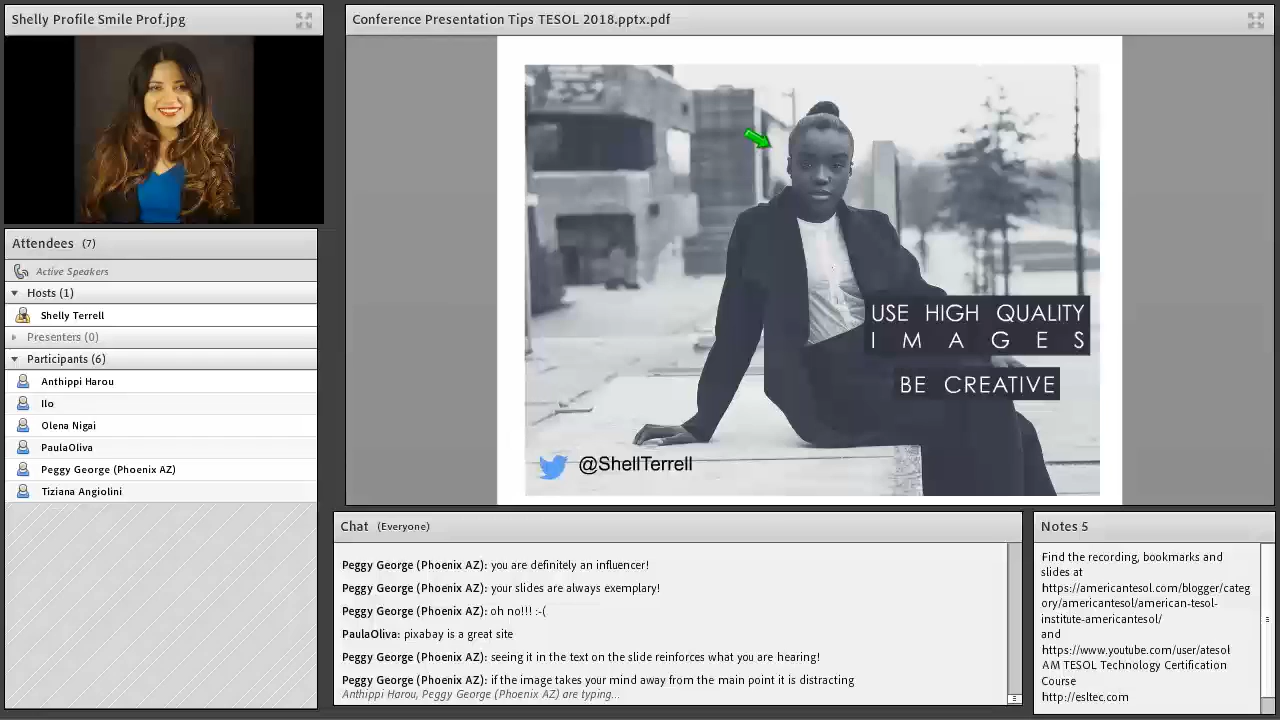 Shelly Profile Smile Prof.jpg
Conference Presentation Tips TESOL 2018.pptx.pdf
USE HIGH QUALITY
IMAGES
BE CREATIVE
@ShellTerrell
Attendees (7)
Active Speakers
Hosts (1)
Shelly Terrell
Presenters (0)
Participants (6)
Anthippi Harou
Ilo
Olena Nigai
PaulaOliva
Peggy George (Phoenix AZ)
Tiziana Angiolini
Chat (Everyone)
Peggy George (Phoenix AZ): you are definitely an influencer!
Peggy George (Phoenix AZ): your slides are always exemplary!
Peggy George (Phoenix AZ): oh no!!! :-(
PaulaOliva: pixabay is a great site
Peggy George (Phoenix AZ): seeing it in the text on the slide reinforces what you are hearing!
Peggy George (Phoenix AZ): if the image takes your mind away from the main point it is distracting
Anthippi Harou, Peggy George (Phoenix AZ) are typing...
Notes 5
Find the recording, bookmarks and
slides at
https://americantesol.com/blogger/categ
ory/americantesol/american-tesol-
institute-americantesol/
and
https://www.youtube.com/user/atesol
AM TESOL Technology Certification
Course
http://esltec.com